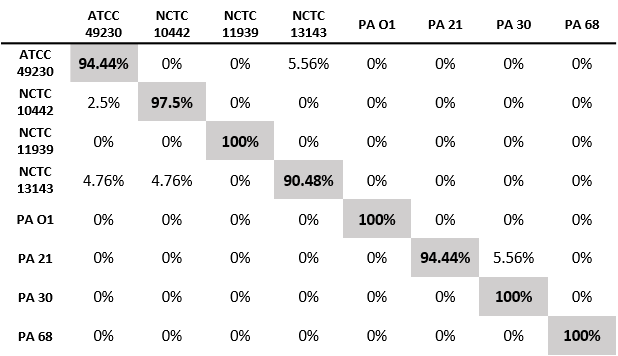 ATCC 49230 NCTC 10442 NCTC 11939 NCTC 13143 PA O1 PA 21 PA 30 PA 68
ATCC 49230 94.44% 0% 0% 5.56% 0% 0% 0% 0%
NCTC 10442 2.5% 97.5% 0% 0% 0% 0% 0% 0%
NCTC 11939 0% 0% 100% 0% 0% 0% 0% 0%
NCTC 13143 4.76% 4.76% 0% 90.48% 0% 0% 0% 0%
PA O1 0% 0% 0% 0% 100% 0% 0% 0%
PA 21 0% 0% 0% 0% 0% 94.44% 5.56% 0%
PA 30 0% 0% 0% 0% 0% 0% 100% 0%
PA 68 0% 0% 0% 0% 0% 0% 0% 100%